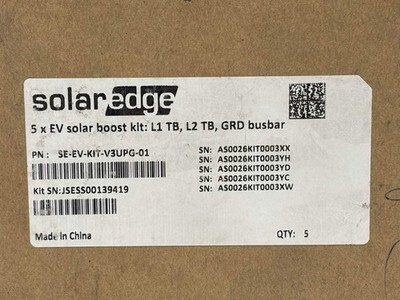 solaredge
5 x EV solar boost kit: L1 TB, L2 TB, GRD busbar
PN : SE-EV-KIT-V3UPG-01
SN: AS0026KIT0003XX
SN: AS0026KIT0003YH
SN: AS0026KIT0003YD
SN: AS0026KIT0003YC
SN: AS0026KIT0003XW
Kit SN:JSESS00139419
Made in China
QTY: 5